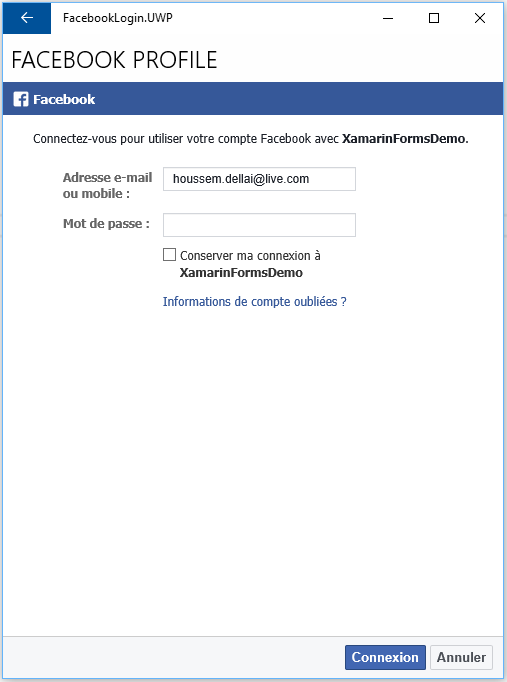 FacebookLogin.UWP
FACEBOOK PROFILE
Facebook
Connectez-vous pour utiliser votre compte Facebook avec XamarinFormsDemo.
Adresse e-mail
ou mobile :
houssem.dellai@live.com
Mot de passe :
Conserver ma connexion à
XamarinFormsDemo
Informations de compte oubliées ?
Connexion
Annuler